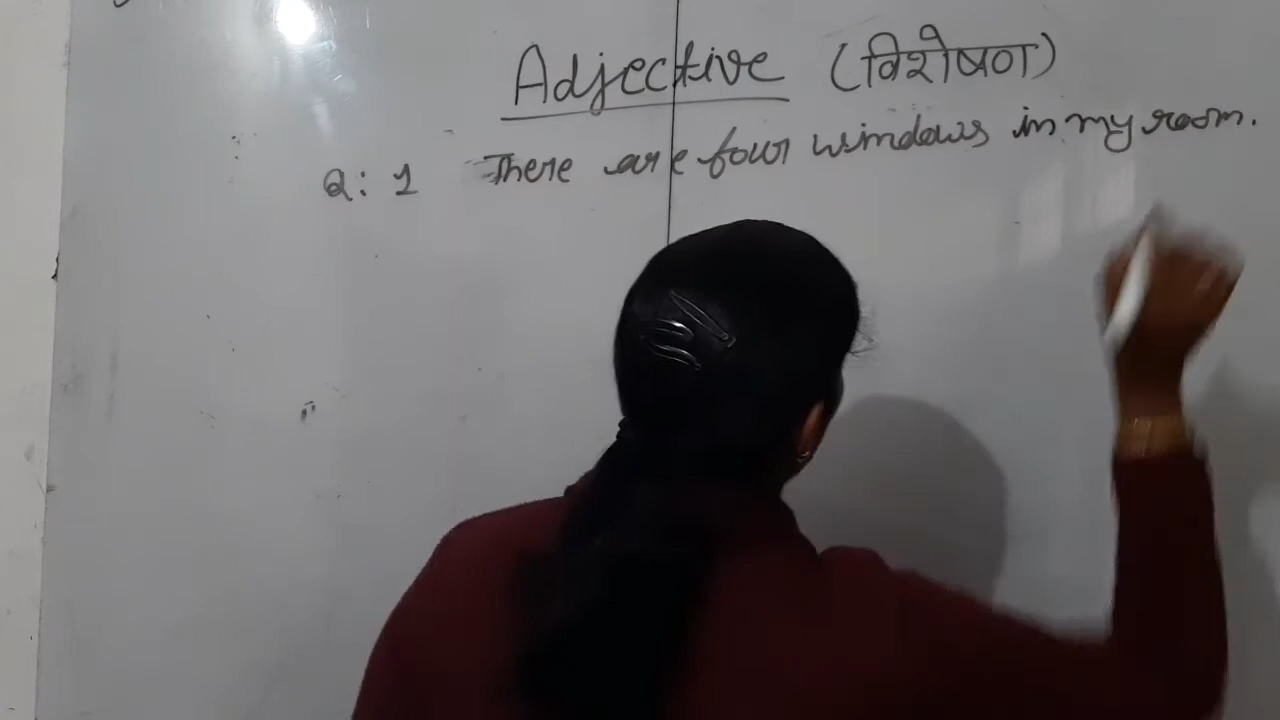 Adjective (विशेषण)
Q: 1 There are four windows in my room.